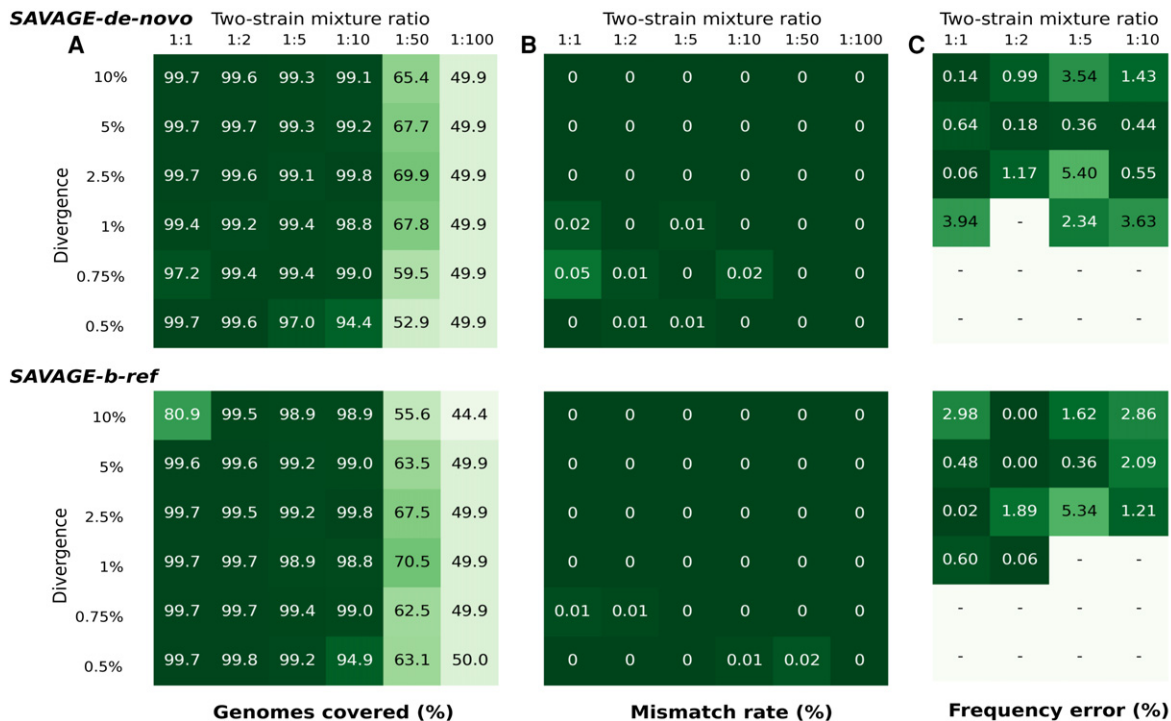 SAVAGE-de-novo Two-strain mixture ratio Two-strain mixture ratio Two-strain mixture ratio
A 1:1 1:2 1:5 1:10 1:50 1:100 B 1:1 1:2 1:5 1:10 1:50 1:100 C 1:1 1:2 1:5 1:10
10% 99.7 99.6 99.3 99.1 65.4 49.9 0 0 0 0 0 0 0.14 0.99 3.54 1.43
5% 99.7 99.7 99.3 99.2 67.7 49.9 0 0 0 0 0 0 0.64 0.18 0.36 0.44
2.5% 99.7 99.6 99.1 99.8 69.9 49.9 0 0 0 0 0 0 0.06 1.17 5.40 0.55
Divergence
1% 99.4 99.2 99.4 98.8 67.8 49.9 0.02 0 0.01 0 0 0 3.94 - 2.34 3.63
0.75% 97.2 99.4 99.4 99.0 59.5 49.9 0.05 0.01 0 0.02 0 0 - - - -
0.5% 99.7 99.6 97.0 94.4 52.9 49.9 0 0.01 0.01 0 0 0 - - - -
SAVAGE-b-ref
10% 80.9 99.5 98.9 98.9 55.6 44.4 0 0 0 0 0 0 2.98 0.00 1.62 2.86
5% 99.6 99.6 99.2 99.0 63.5 49.9 0 0 0 0 0 0 0.48 0.00 0.36 2.09
2.5% 99.7 99.5 99.2 99.8 67.5 49.9 0 0 0 0 0 0 0.02 1.89 5.34 1.21
Divergence
1% 99.7 99.7 98.9 98.8 70.5 49.9 0 0 0 0 0 0 0.60 0.06 - -
0.75% 99.7 99.7 99.4 99.0 62.5 49.9 0.01 0.01 0 0 0 0 - - - -
0.5% 99.7 99.8 99.2 94.9 63.1 50.0 0 0 0 0.01 0.02 0 - - - -
Genomes covered (%) Mismatch rate (%) Frequency error (%)